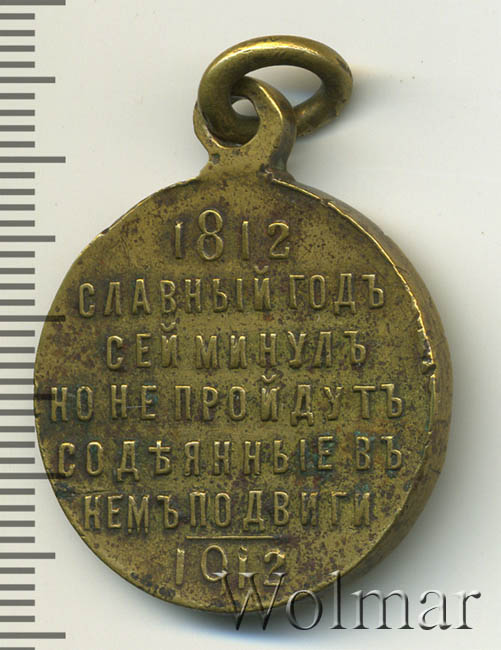 1812
СЛАВНЫЙ ГОДЪ
СЕЙ МИНУЛЪ
НО НЕ ПРОЙДУТЪ
СОДѢЯННЫЕ ВЪ
НЕМЪ ПОДВИГИ
1912
Wolmar